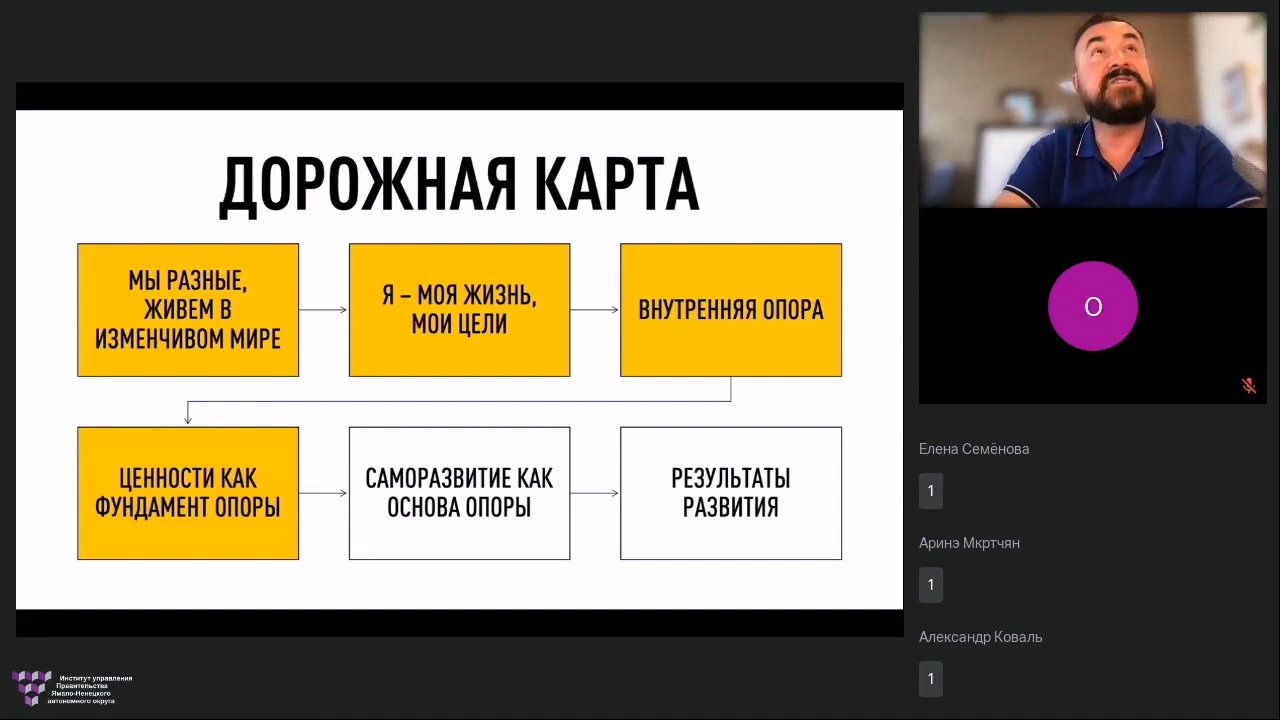 ДОРОЖНАЯ КАРТА
МЫ РАЗНЫЕ,
ЖИВЕМ В
ИЗМЕНЧИВОМ МИРЕ
Я – МОЯ ЖИЗНЬ,
МОИ ЦЕЛИ
ВНУТРЕННЯЯ ОПОРА
ЦЕННОСТИ КАК
ФУНДАМЕНТ ОПОРЫ
САМОРАЗВИТИЕ КАК
ОСНОВА ОПОРЫ
РЕЗУЛЬТАТЫ
РАЗВИТИЯ
О
Елена Семёнова
1
Аринэ Мкртчян
1
Александр Коваль
1
Институт управления
Правительства
Ямало-Ненецкого
автономного округа